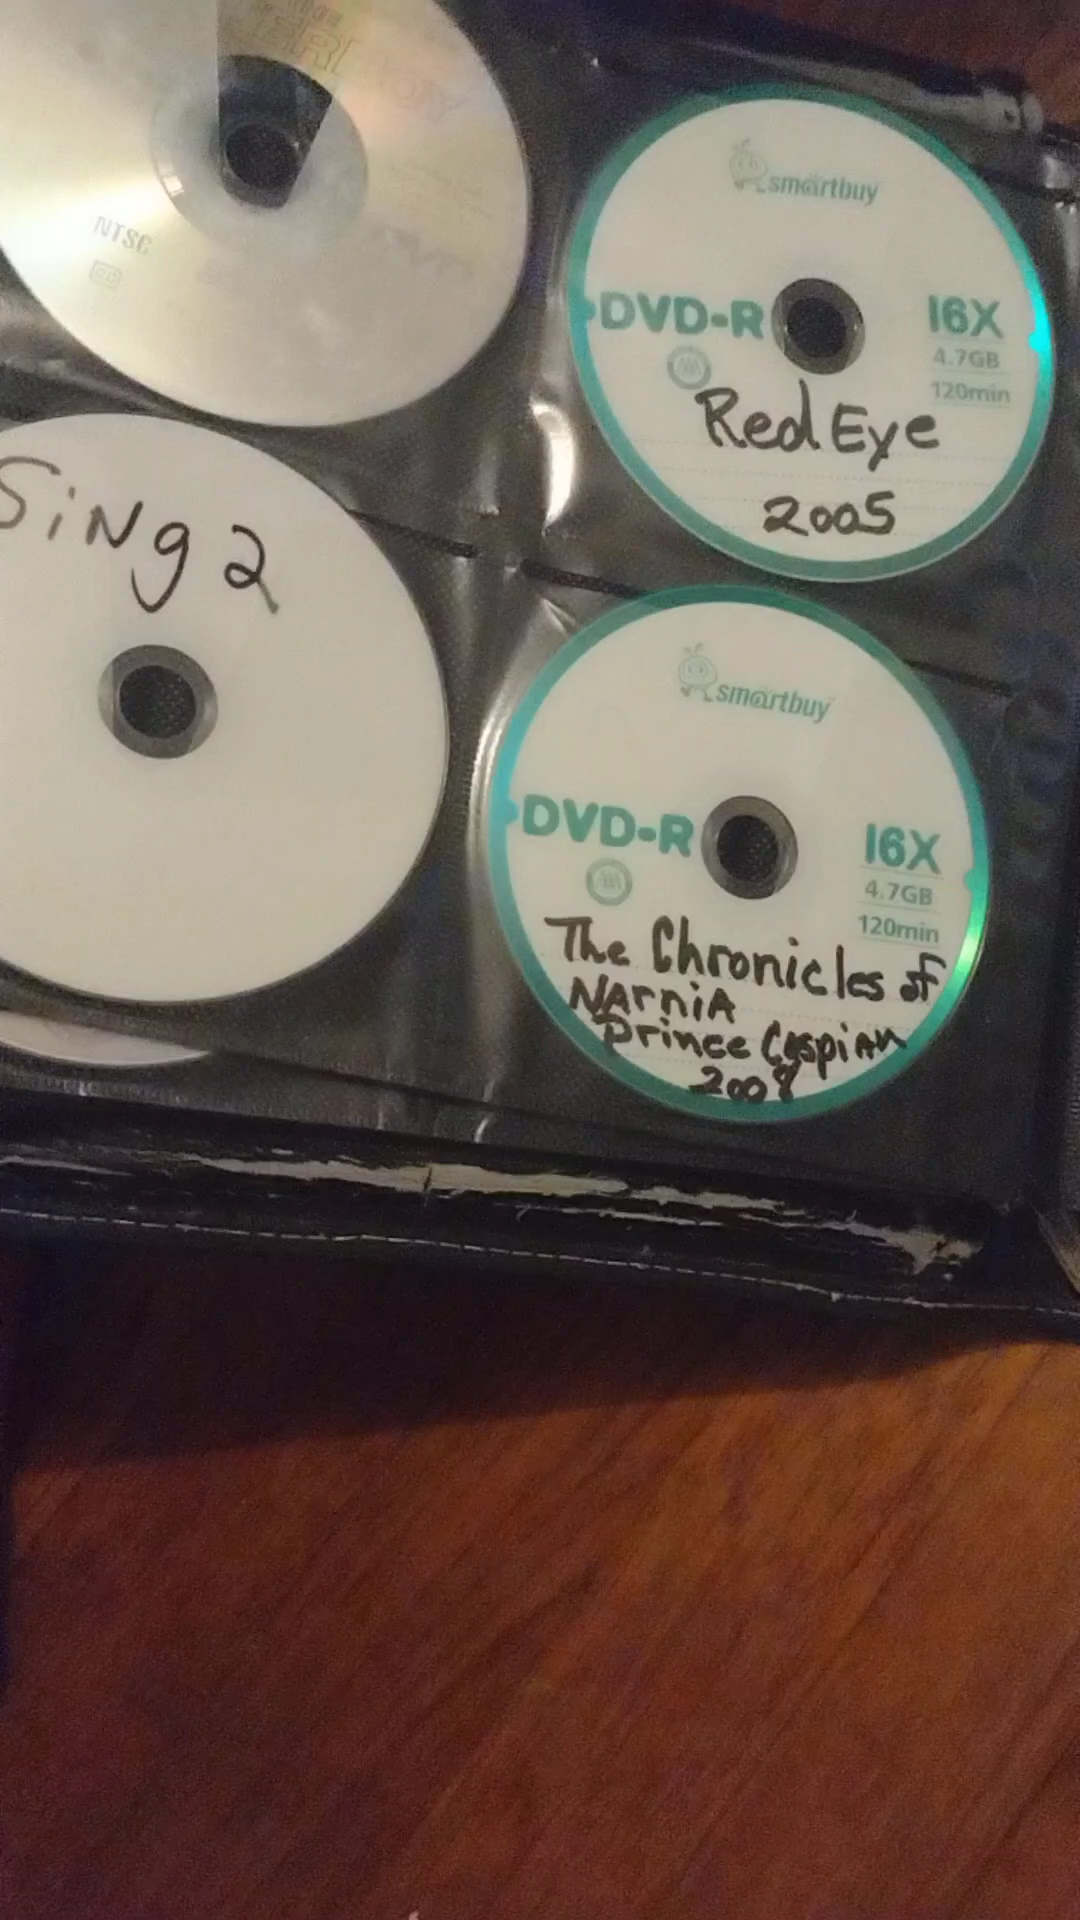 NTSC
smartbuy
DVD-R
16X
4.7GB
120min
Red Eye
2005
Sing 2
smartbuy
DVD-R
16X
4.7GB
120min
The Chronicles of
Narnia
Prince Caspian
2008